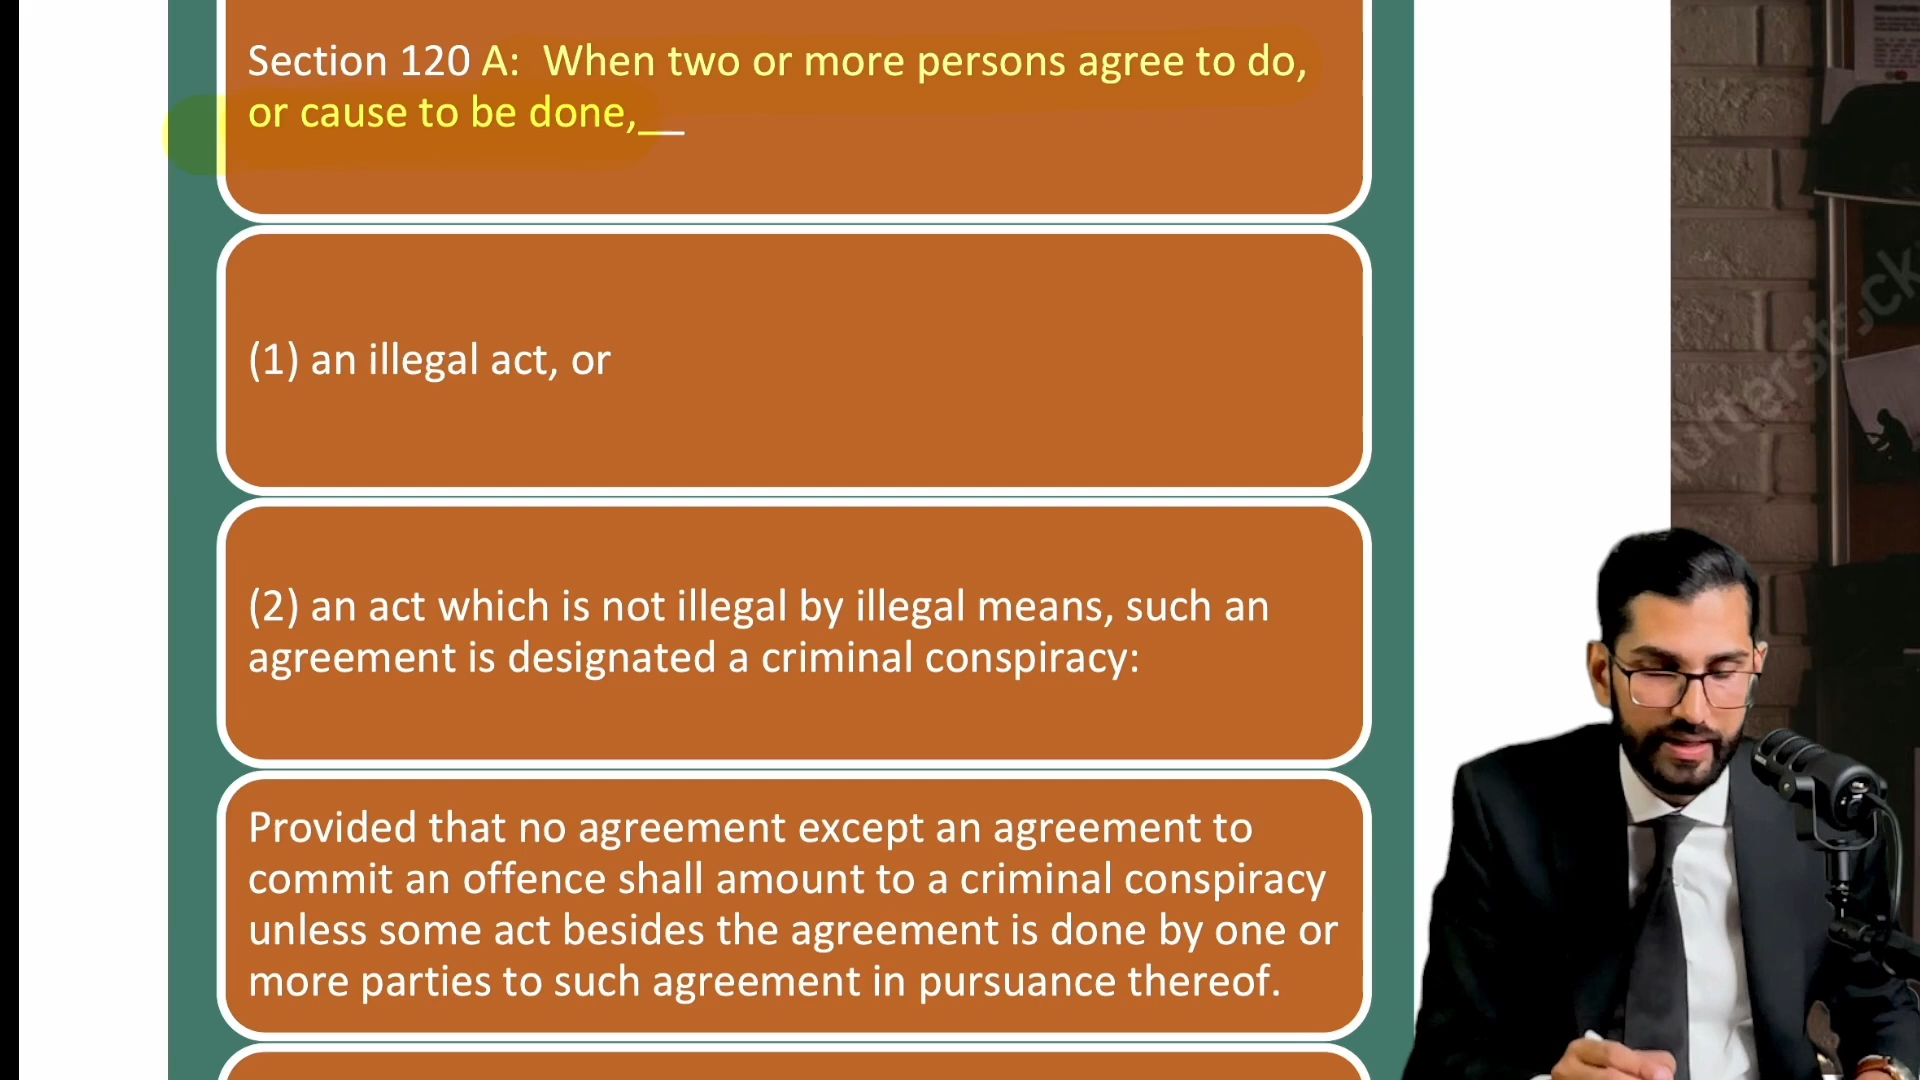 Section 120 A:  When two or more persons agree to do,
or cause to be done,__
(1) an illegal act, or
(2) an act which is not illegal by illegal means, such an
agreement is designated a criminal conspiracy:
Provided that no agreement except an agreement to
commit an offence shall amount to a criminal conspiracy
unless some act besides the agreement is done by one or
more parties to such agreement in pursuance thereof.